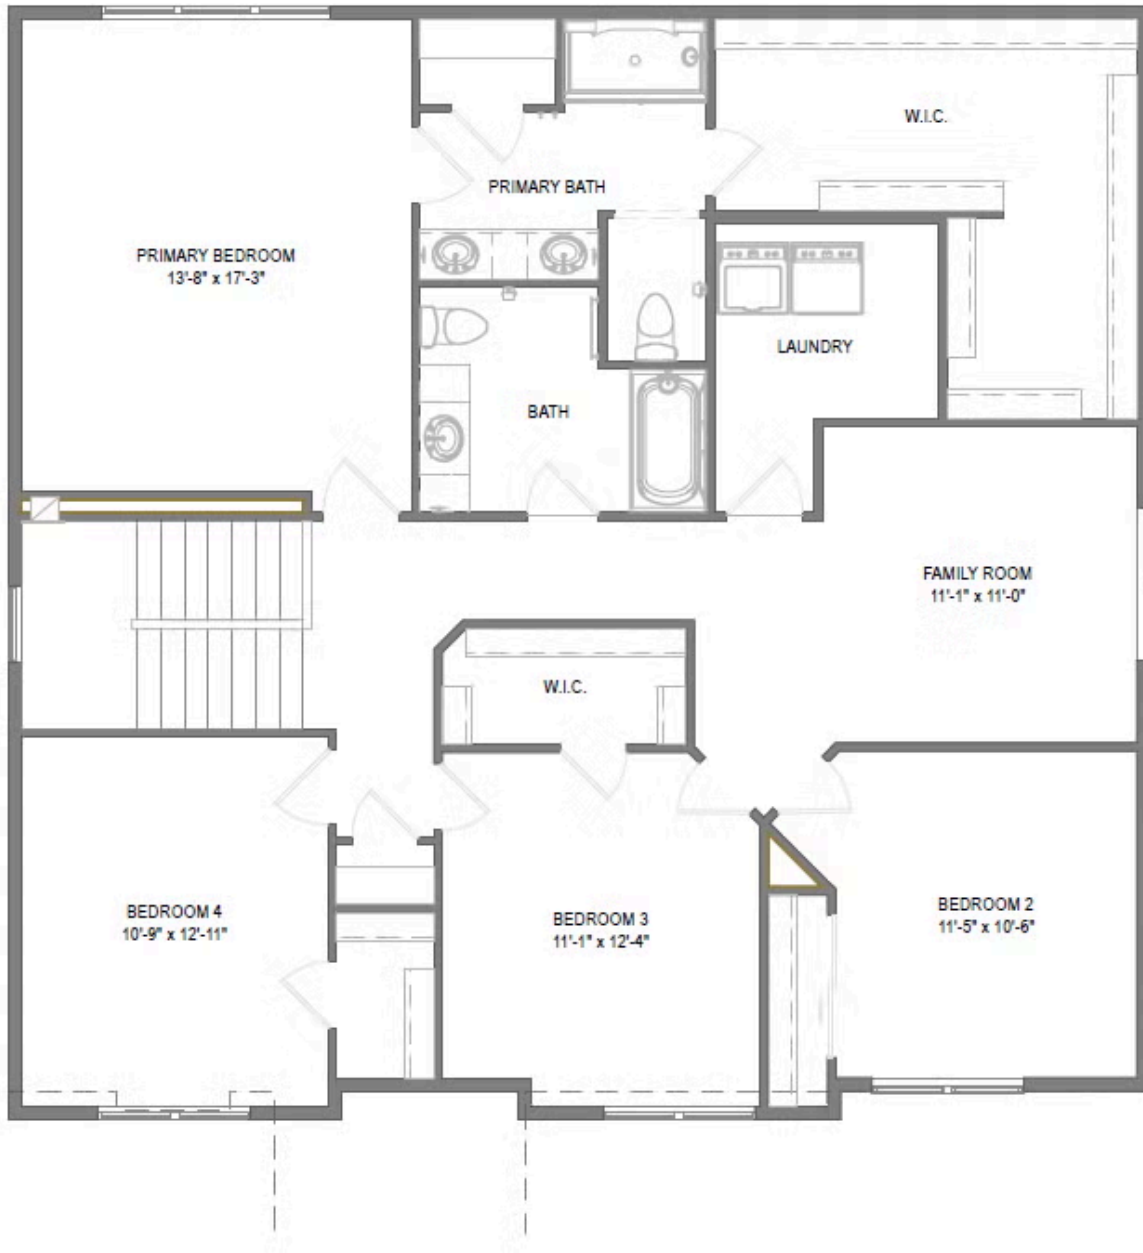 W.I.C.
PRIMARY BATH
PRIMARY BEDROOM
13'-8" x 17'-3"
LAUNDRY
BATH
FAMILY ROOM
11'-1" x 11'-0"
W.I.C.
BEDROOM 4
10'-9" x 12'-11"
BEDROOM 3
11'-1" x 12'-4"
BEDROOM 2
11'-5" x 10'-6"